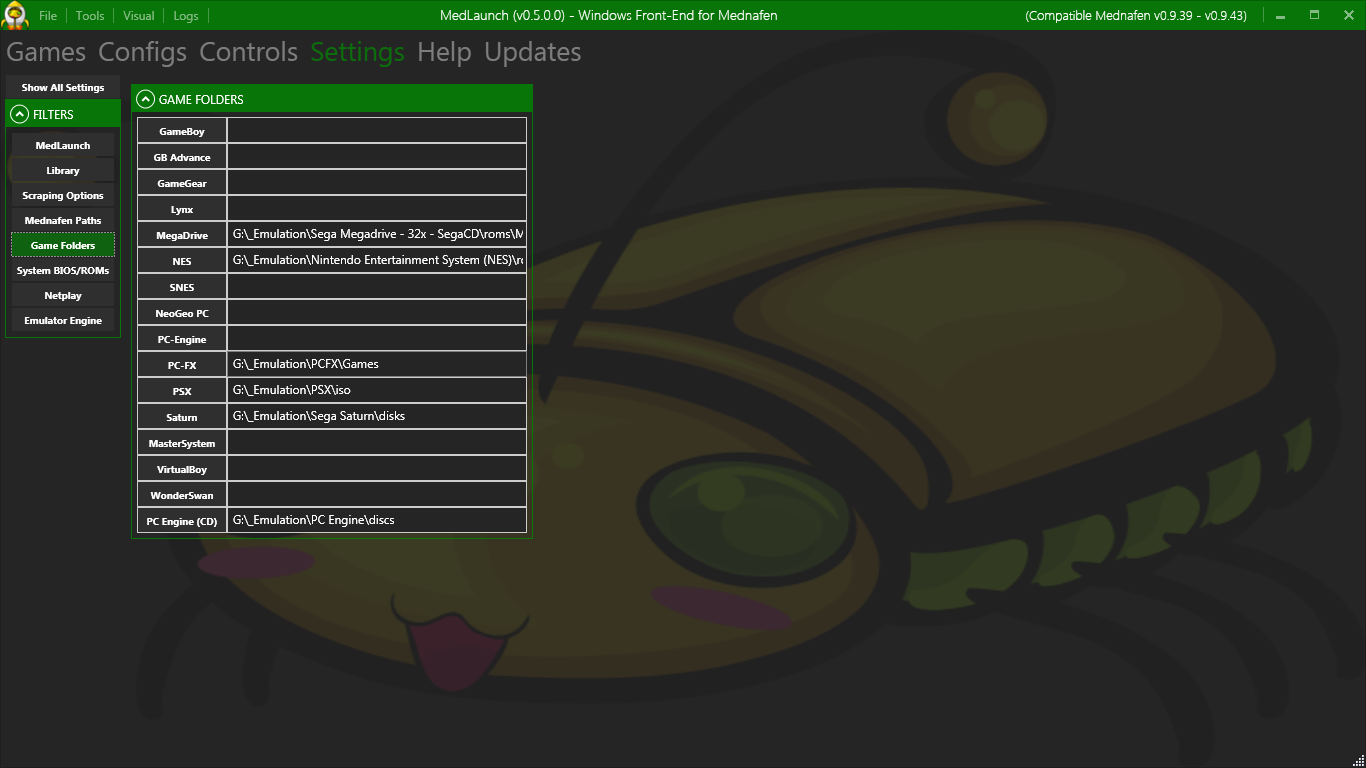 File Tools Visual Logs MedLaunch (v0.5.0.0) - Windows Front-End for Mednafen (Compatible Mednafen v0.9.39 - v0.9.43)
Games Configs Controls Settings Help Updates
Show All Settings
FILTERS
MedLaunch
Library
Scraping Options
Mednafen Paths
Game Folders
System BIOS/ROMs
Netplay
Emulator Engine
GAME FOLDERS
GameBoy
GB Advance
GameGear
Lynx
MegaDrive G:\_Emulation\Sega Megadrive - 32x - SegaCD\roms\M
NES G:\_Emulation\Nintendo Entertainment System (NES)\ro
SNES
NeoGeo PC
PC-Engine
PC-FX G:\_Emulation\PCFX\Games
PSX G:\_Emulation\PSX\iso
Saturn G:\_Emulation\Sega Saturn\disks
MasterSystem
VirtualBoy
WonderSwan
PC Engine (CD) G:\_Emulation\PC Engine\discs